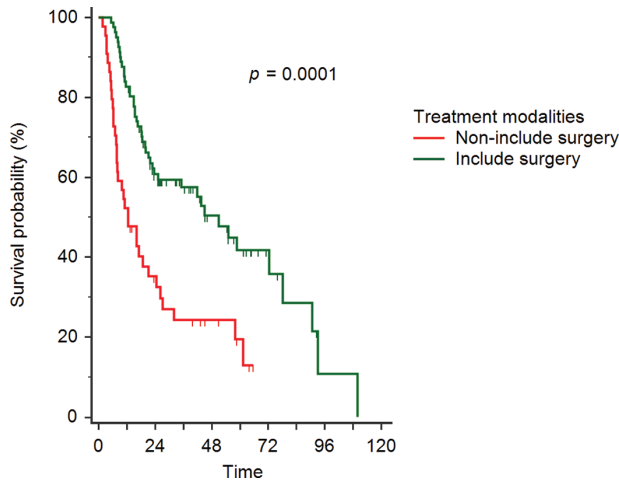 100
80
60
40
20
0
Survival probability (%)
p = 0.0001
Treatment modalities
Non-include surgery
Include surgery
0 24 48 72 96 120
Time